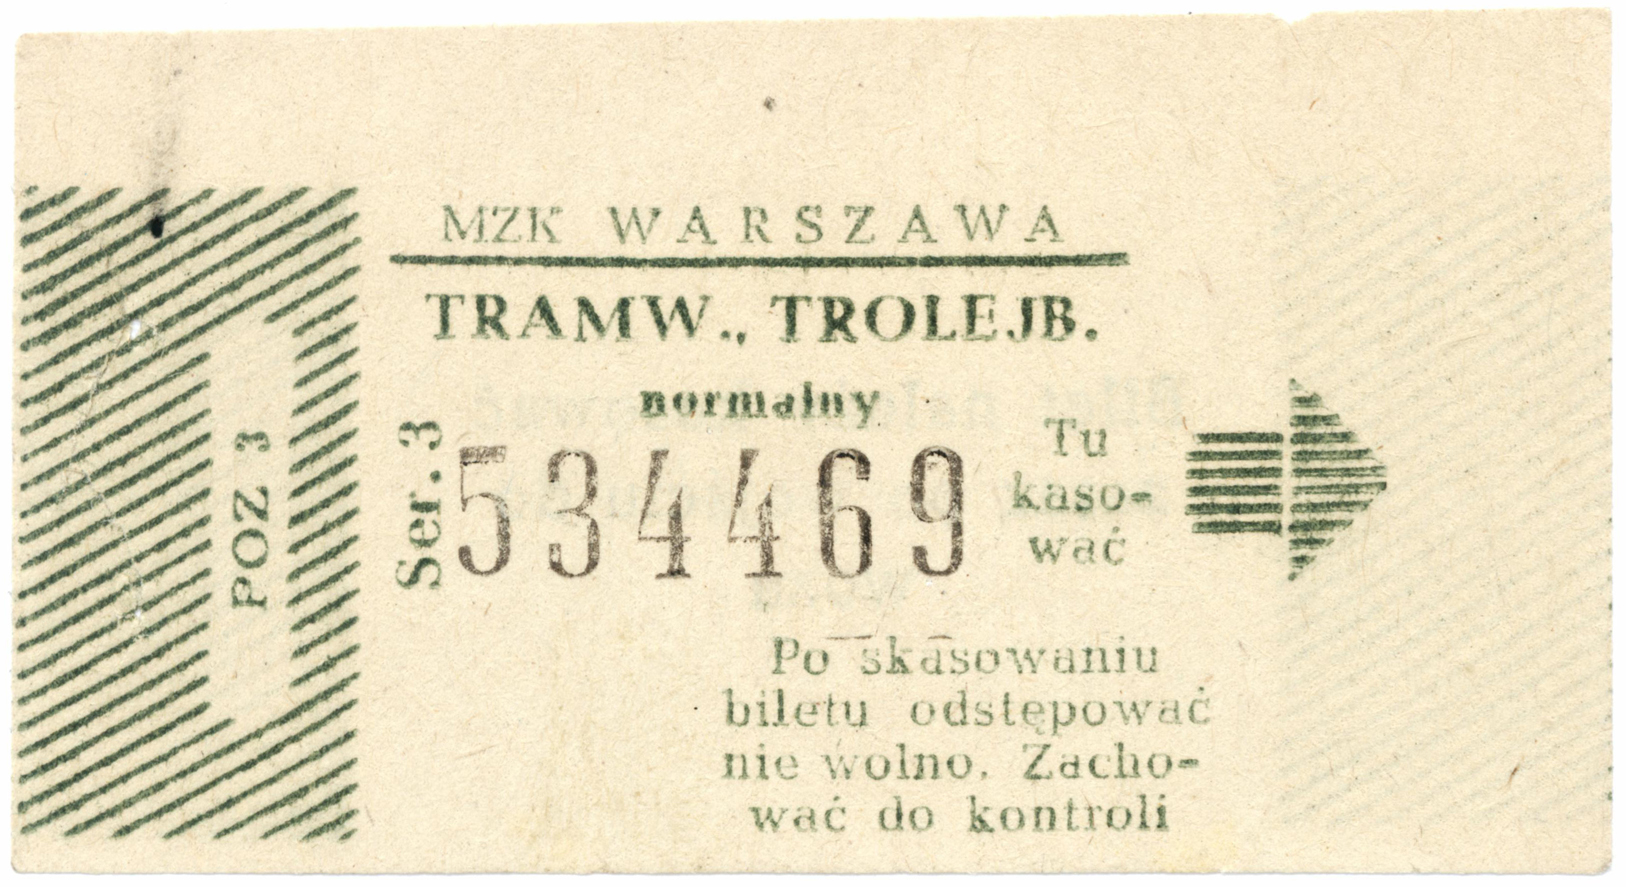 MZK WARSZAWA
TRAMW., TROLEJB.
normalny
POZ 3
Ser. 3
534469
Tu
kaso-
wać
Po skasowaniu
biletu odstępować
nie wolno. Zacho-
wać do kontroli